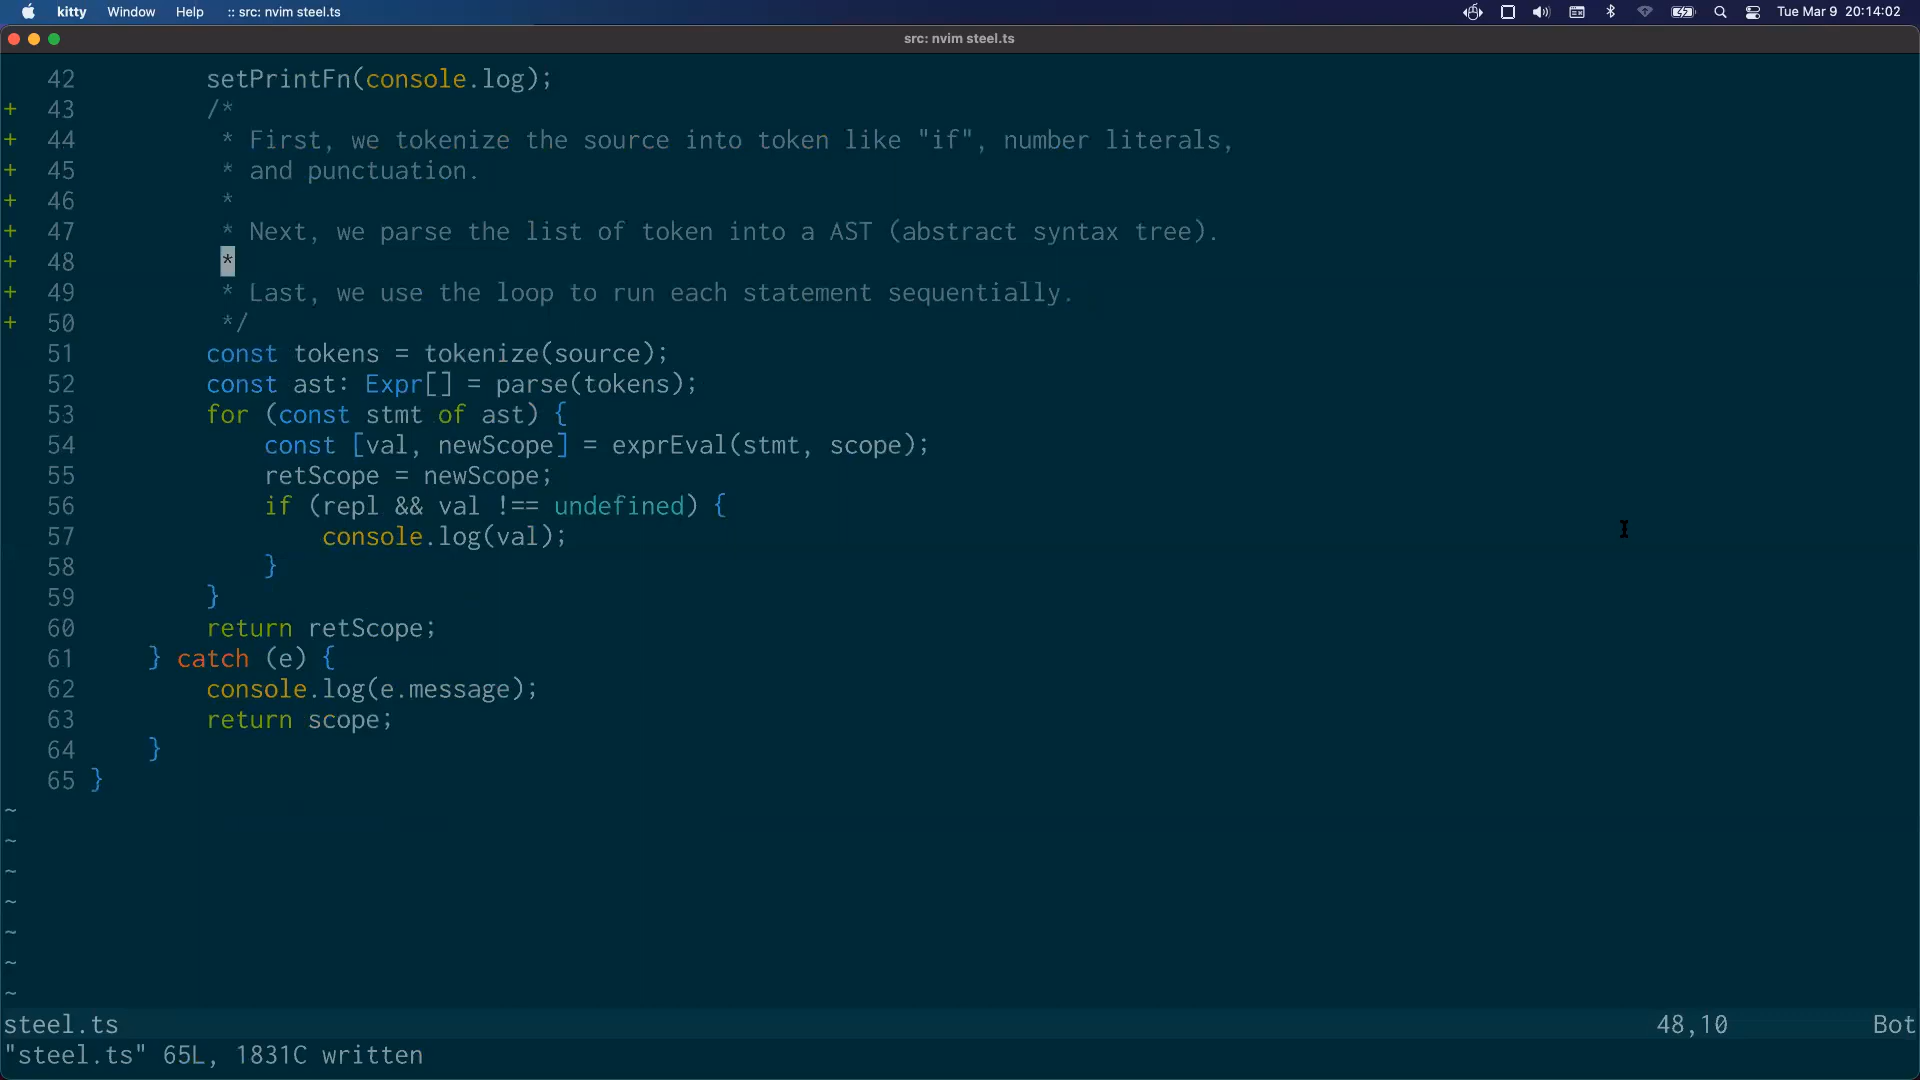 kitty Window Help :: src: nvim steel.ts Tue Mar 9 20:14:02
src: nvim steel.ts
42 setPrintFn(console.log);
+ 43 /*
+ 44 * First, we tokenize the source into token like "if", number literals,
+ 45 * and punctuation.
+ 46 *
+ 47 * Next, we parse the list of token into a AST (abstract syntax tree).
+ 48 *
+ 49 * Last, we use the loop to run each statement sequentially.
+ 50 */
51 const tokens = tokenize(source);
52 const ast: Expr[] = parse(tokens);
53 for (const stmt of ast) {
54 const [val, newScope] = exprEval(stmt, scope);
55 retScope = newScope;
56 if (repl && val !== undefined) {
57 console.log(val);
58 }
59 }
60 return retScope;
61 } catch (e) {
62 console.log(e.message);
63 return scope;
64 }
65 }
~
~
~
~
~
~
~
steel.ts 48,10 Bot
"steel.ts" 65L, 1831C written